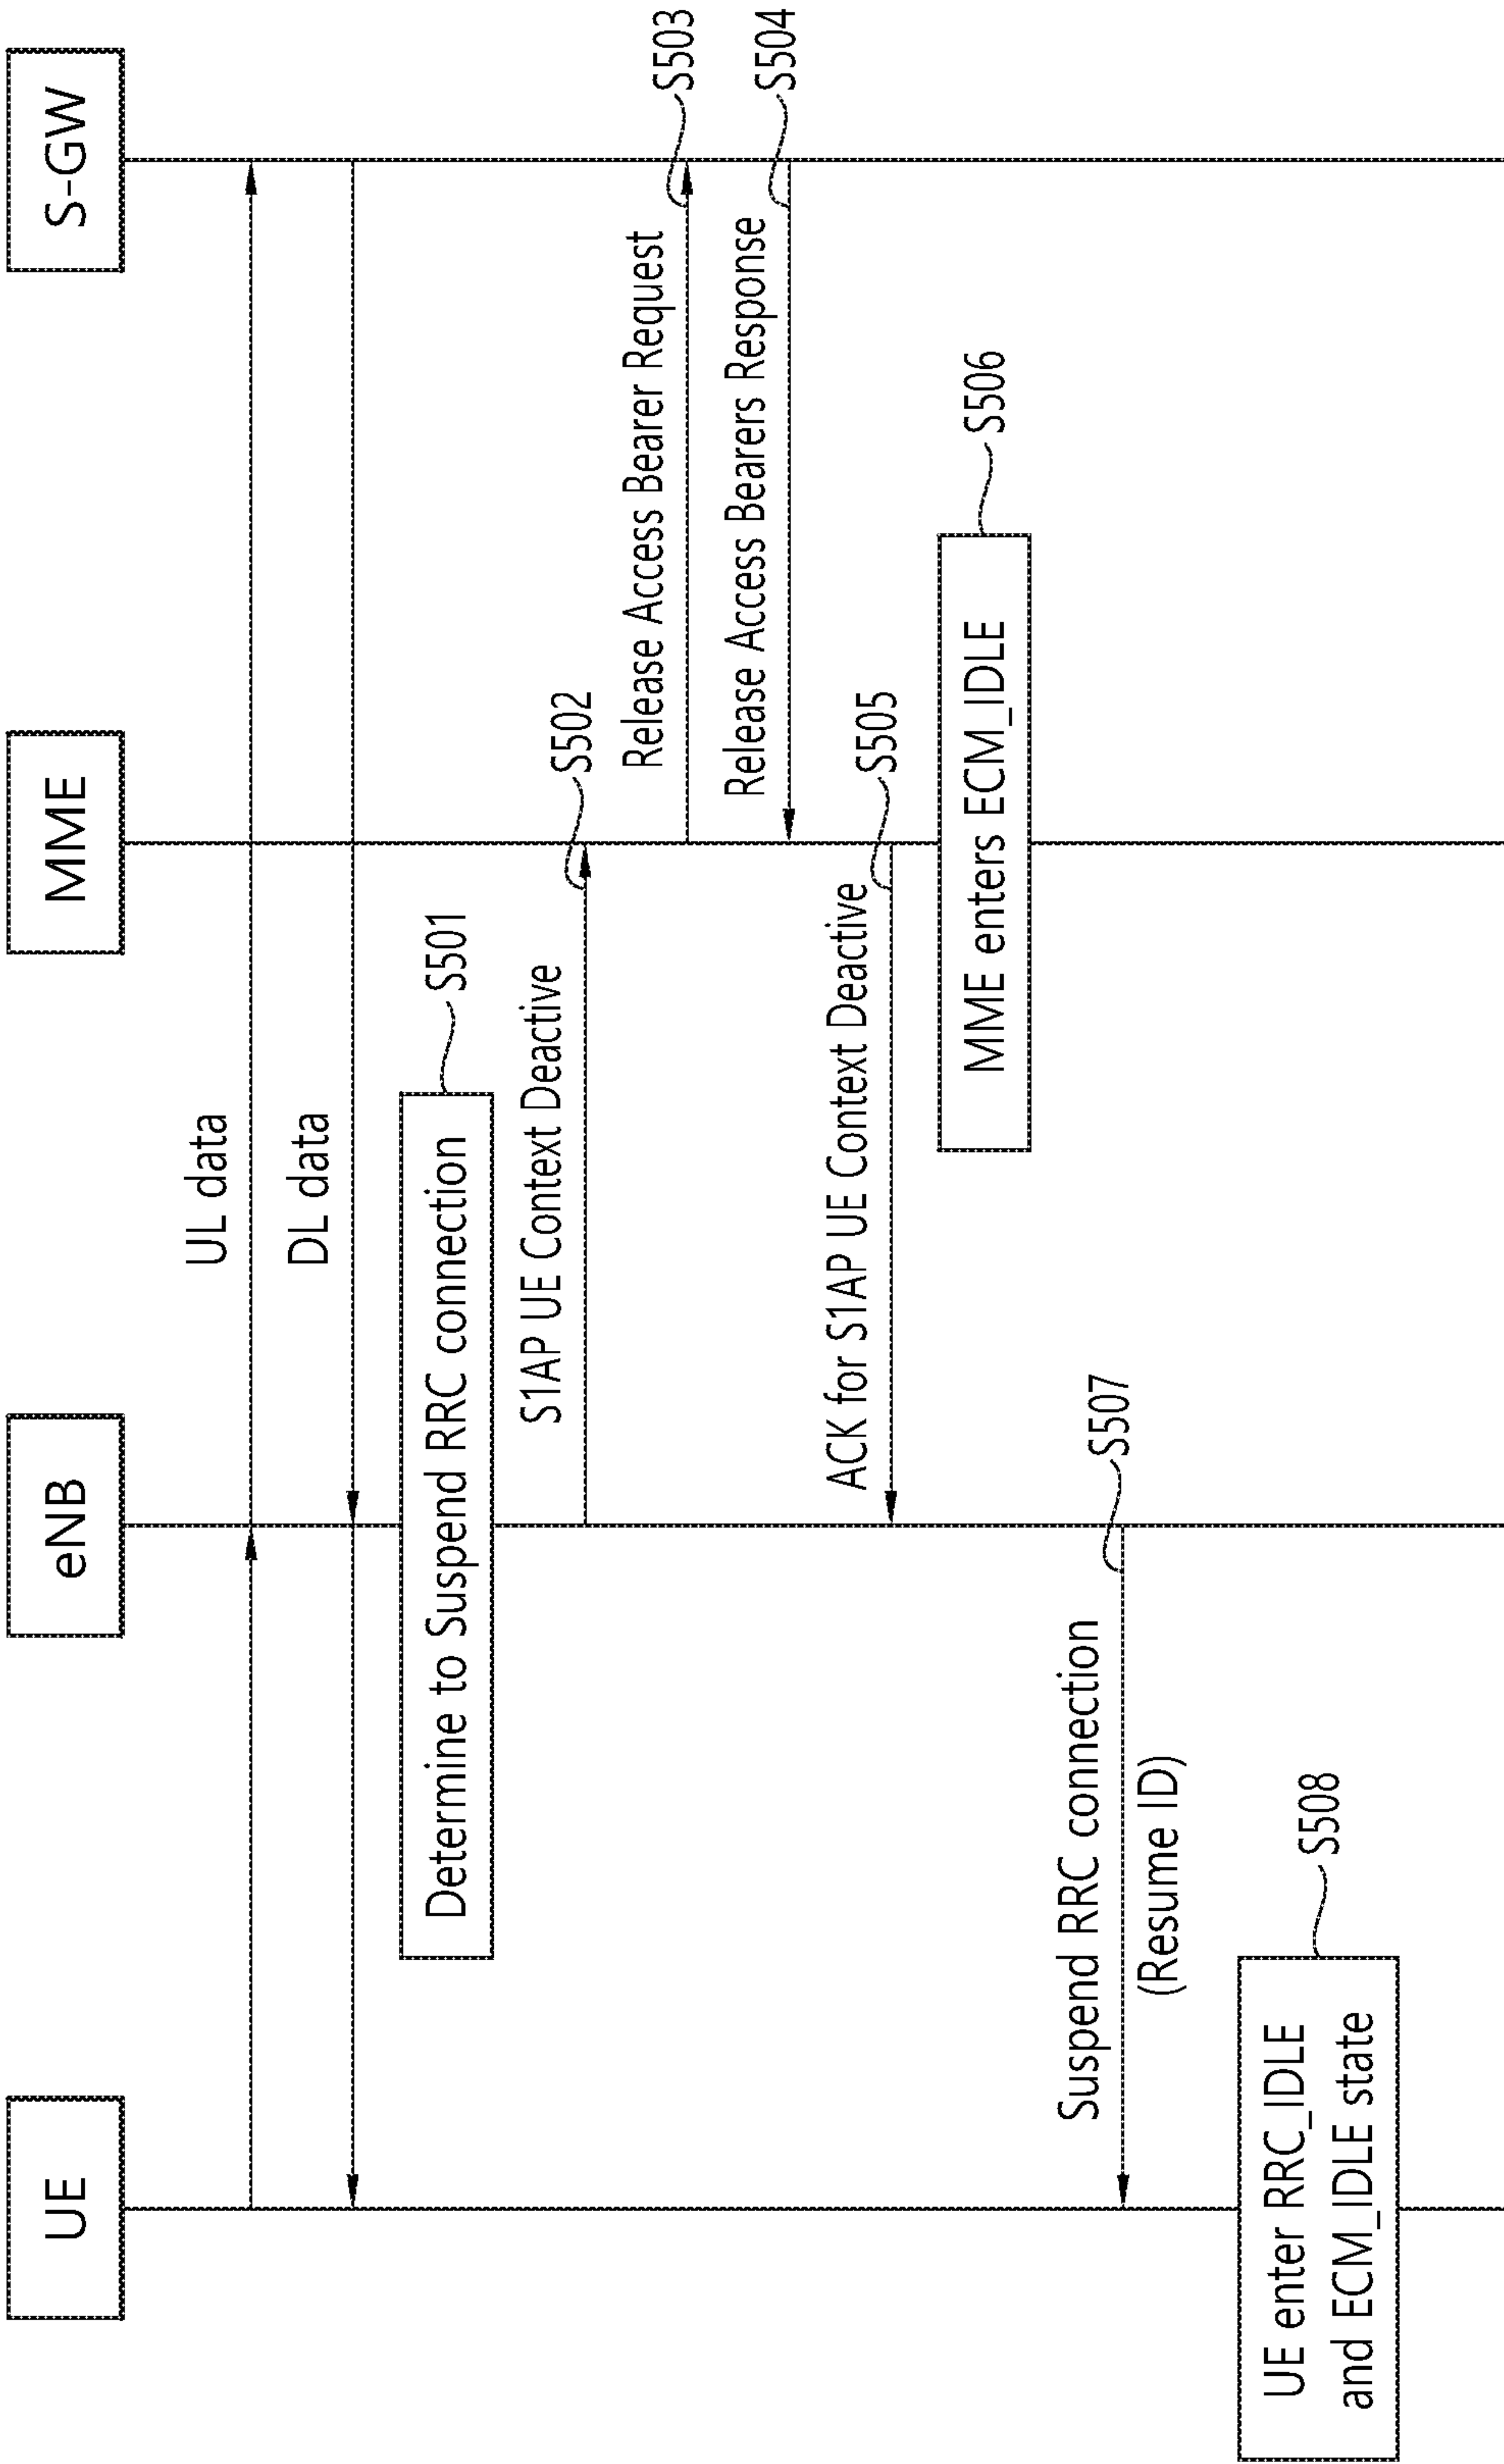 UE
eNB
MME
S-GW
UL data
DL data
Determine to Suspend RRC connection
S501
S1AP UE Context Deactive
S502
Release Access Bearer Request
S503
Release Access Bearers Response
S504
ACK for S1AP UE Context Deactive
S505
MME enters ECM_IDLE
S506
Suspend RRC connection
(Resume ID)
S507
UE enter RRC_IDLE
and ECM_IDLE state
S508